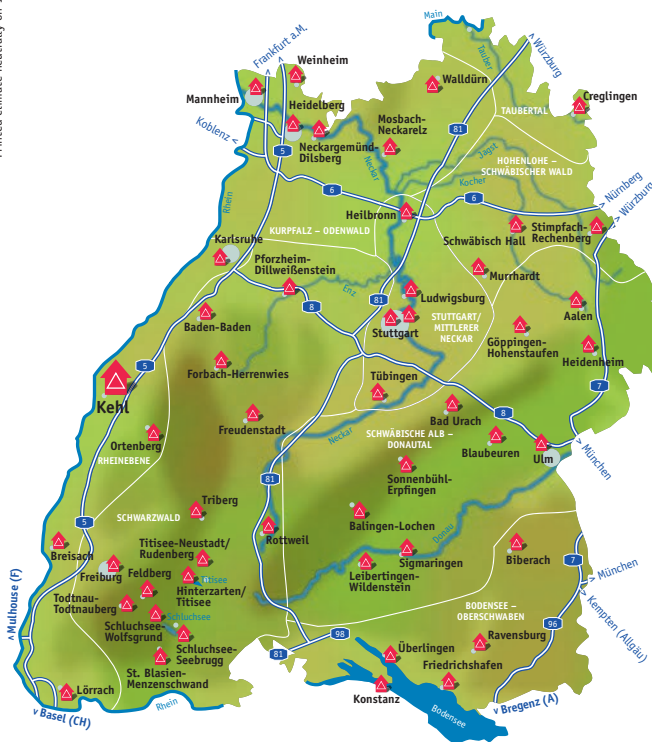 Main
Frankfurt a.M.
Weinheim
Tauber
Würzburg
Walldürn
Mannheim
Creglingen
Heidelberg
TAUBERTAL
Koblenz
Mosbach-
Neckarelz
81
Neckargemünd-
Dilsberg
5
Jagst
Neckar
HOHENLOHE –
SCHWÄBISCHER WALD
Kocher
6
6
Nürnberg
Würzburg
Rhein
Heilbronn
Stimpfach-
Rechenberg
KURPFALZ – ODENWALD
Schwäbisch Hall
Karlsruhe
Pforzheim-
Dillweißenstein
Murrhardt
Enz
81
Ludwigsburg
8
Aalen
Baden-Baden
Stuttgart
STUTTGART/
MITTLERER
NECKAR
Göppingen-
Hohenstaufen
Heidenheim
5
Forbach-Herrenwies
Tübingen
7
Kehl
Bad Urach
8
Freudenstadt
Neckar
SCHWÄBISCHE ALB –
DONAUTAL
Ortenberg
Blaubeuren
Ulm
München
RHEINEBENE
Sonnenbühl-
Erpfingen
81
Triberg
SCHWARZWALD
Balingen-Lochen
5
Rottweil
Donau
Breisach
Titisee-Neustadt/
Rudenberg
Sigmaringen
Biberach
7
Freiburg
Feldberg
Titisee
Hinterzarten/
Titisee
Leibertingen-
Wildenstein
München
Mulhouse (F)
Todtnau-
Todtnauberg
Schluchsee
Kempten (Allgäu)
BODENSEE –
OBERSCHWABEN
Schluchsee-
Wolfsgrund
96
98
Ravensburg
Schluchsee-
Seebrugg
81
Überlingen
St. Blasien-
Menzenschwand
Friedrichshafen
Lörrach
Konstanz
Rhein
Bodensee
Bregenz (A)
Basel (CH)